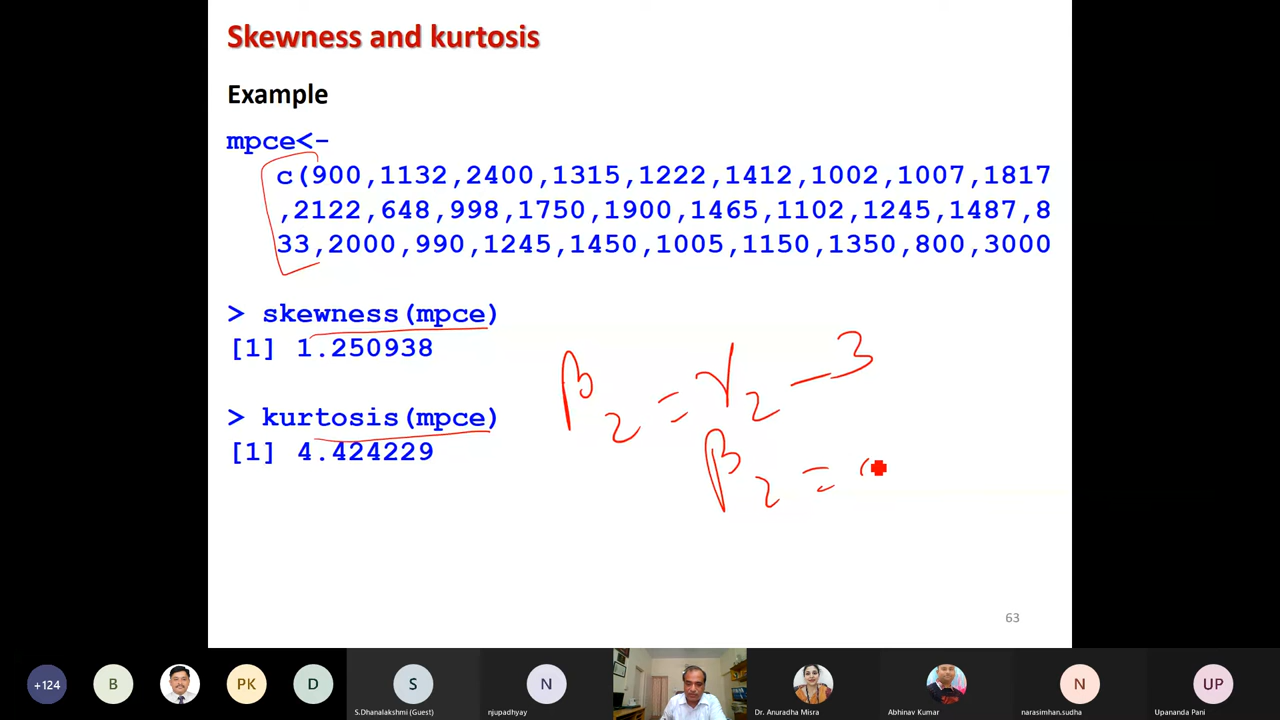 Skewness and kurtosis
Example
mpce<-
c(900,1132,2400,1315,1222,1412,1002,1007,1817
,2122,648,998,1750,1900,1465,1102,1245,1487,8
33,2000,990,1245,1450,1005,1150,1350,800,3000
> skewness(mpce)
[1] 1.250938
β2 = γ2 - 3
> kurtosis(mpce)
[1] 4.424229
β2 =
63
+124
B
PK
D
S
N
N
UP
S.Dhanalakshmi (Guest)
njupadhyay
Dr. Anuradha Misra
Abhinav Kumar
narasimhan.sudha
Upananda Pani